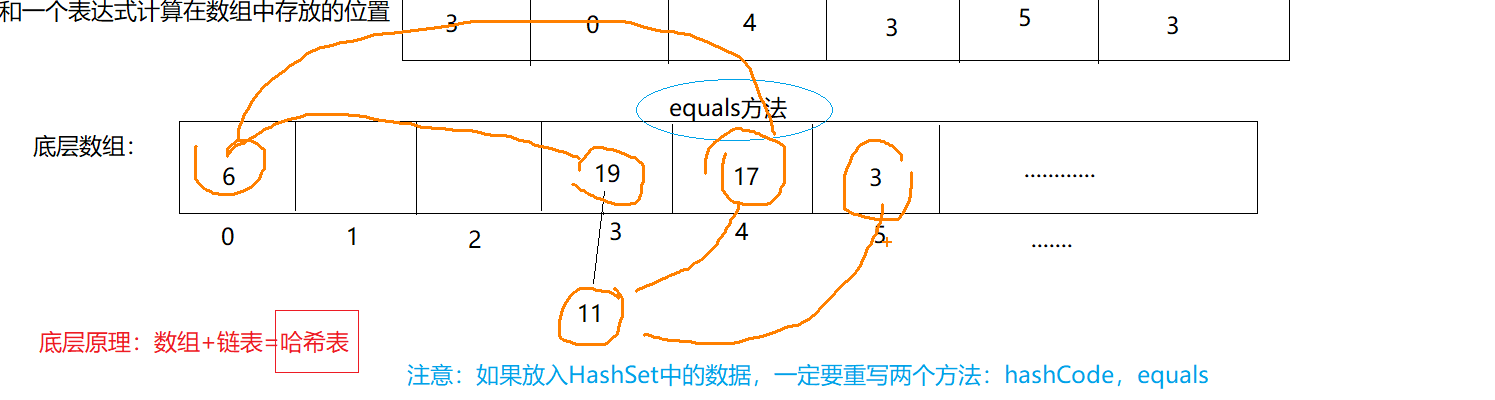 和一个表达式计算在数组中存放的位置
3 0 4 3 5 3
equals方法
底层数组：
6 19 17 3 …………
0 1 2 3 4 5 .......
11
底层原理：数组+链表=哈希表
注意：如果放入HashSet中的数据，一定要重写两个方法：hashCode，equals